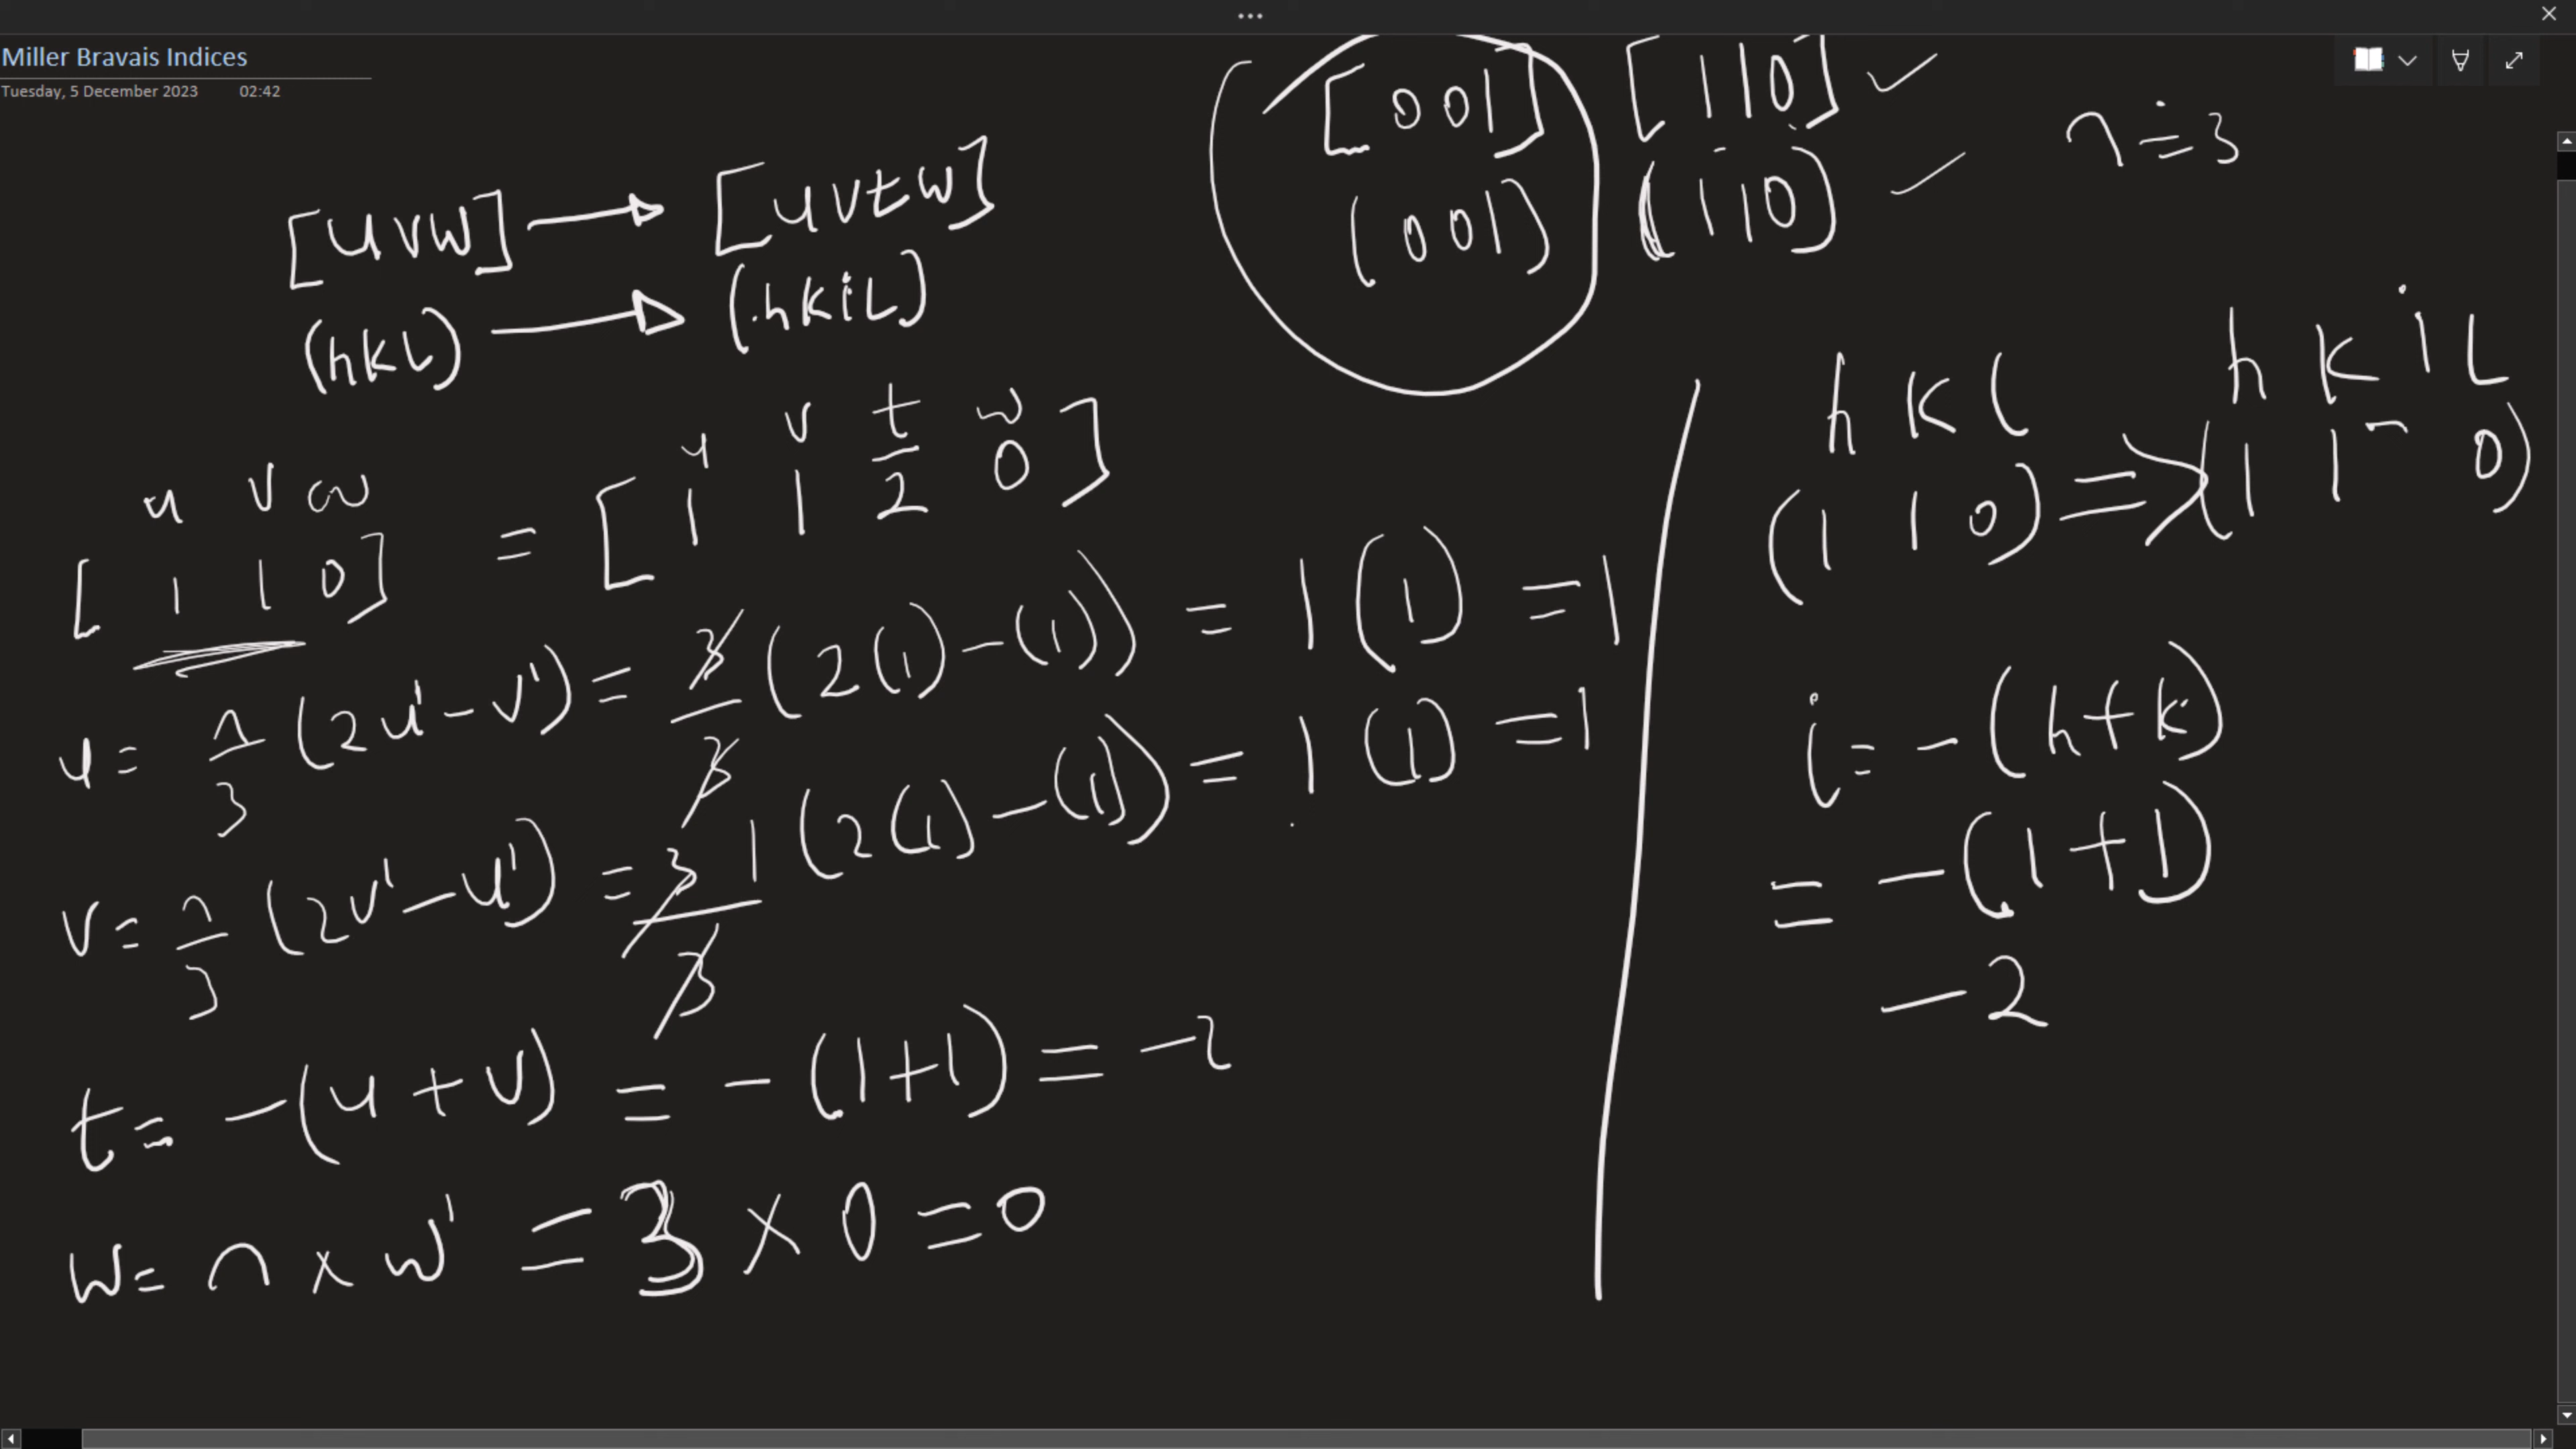 Miller Bravais Indices
Tuesday, 5 December 2023 02:42
[001] [110] ✓
(001) (110) ✓
n = 3
[uvw] → [uvtw]
(hkL) → (hkiL)
u v w
[1 1 0] =
u v t w
[1 1 2̅ 0]
u = n/3 (2u' - v') = 3/3 (2(1) - (1)) = 1(1) = 1
v = n/3 (2v' - u') = 3/3 1 (2(1) - (1)) = 1(1) = 1
t = -(u + v) = -(1+1) = -2
w = n × w' = 3 × 0 = 0
h k l
h k i L
(1 1 0) ⇒ (1 1 ‾ 0)
i = -(h+k)
= -(1+1)
-2